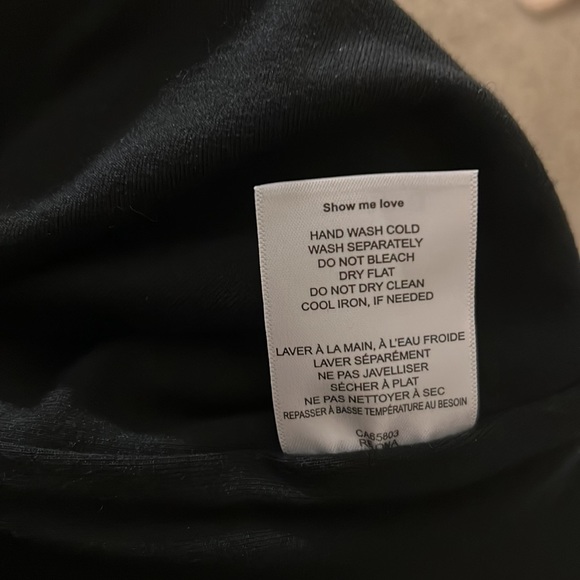 Show me love
HAND WASH COLD
WASH SEPARATELY
DO NOT BLEACH
DRY FLAT
DO NOT DRY CLEAN
COOL IRON, IF NEEDED
LAVER À LA MAIN, À L'EAU FROIDE
LAVER SÉPARÉMENT
NE PAS JAVELLISER
SÉCHER À PLAT
NE PAS NETTOYER À SEC
REPASSER À BASSE TEMPÉRATURE AU BESOIN
CA65803